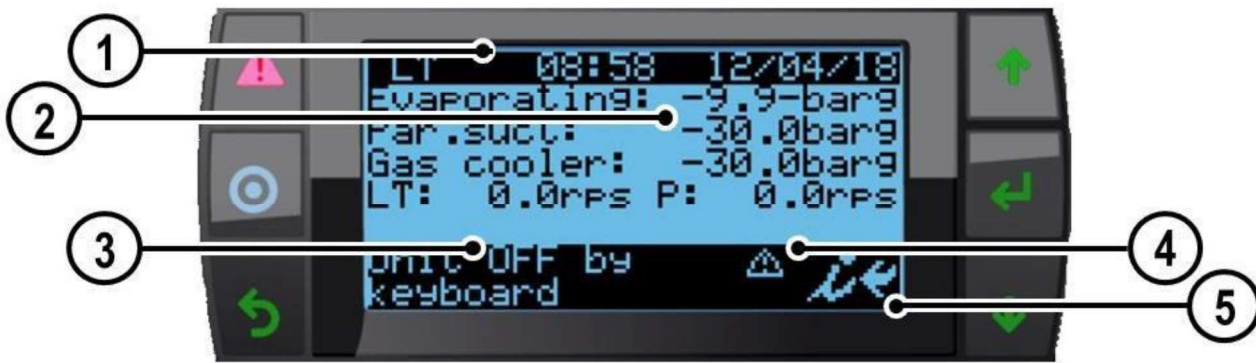 1
LT 08:58 12/04/18
2
Evaporating: -9.9-barg
Par.suct: -30.0barg
Gas cooler: -30.0barg
LT: 0.0rps P: 0.0rps
3
4
Unit OFF by
keyboard
5